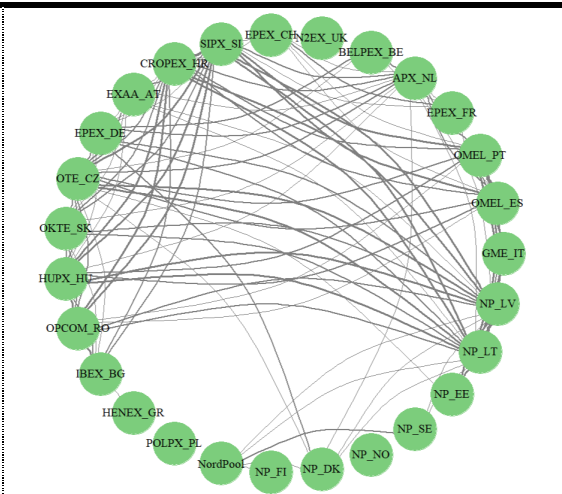 EPEX_CH
N2EX_UK
SIPX_SI
BELPEX_BE
CROPEX_HR
APX_NL
EXAA_AT
EPEX_FR
EPEX_DE
OMEL_PT
OTE_CZ
OMEL_ES
OKTE_SK
GME_IT
HUPX_HU
NP_LV
OPCOM_RO
NP_LT
IBEX_BG
NP_EE
HENEX_GR
NP_SE
POLPX_PL
NP_NO
NordPool
NP_DK
NP_FI